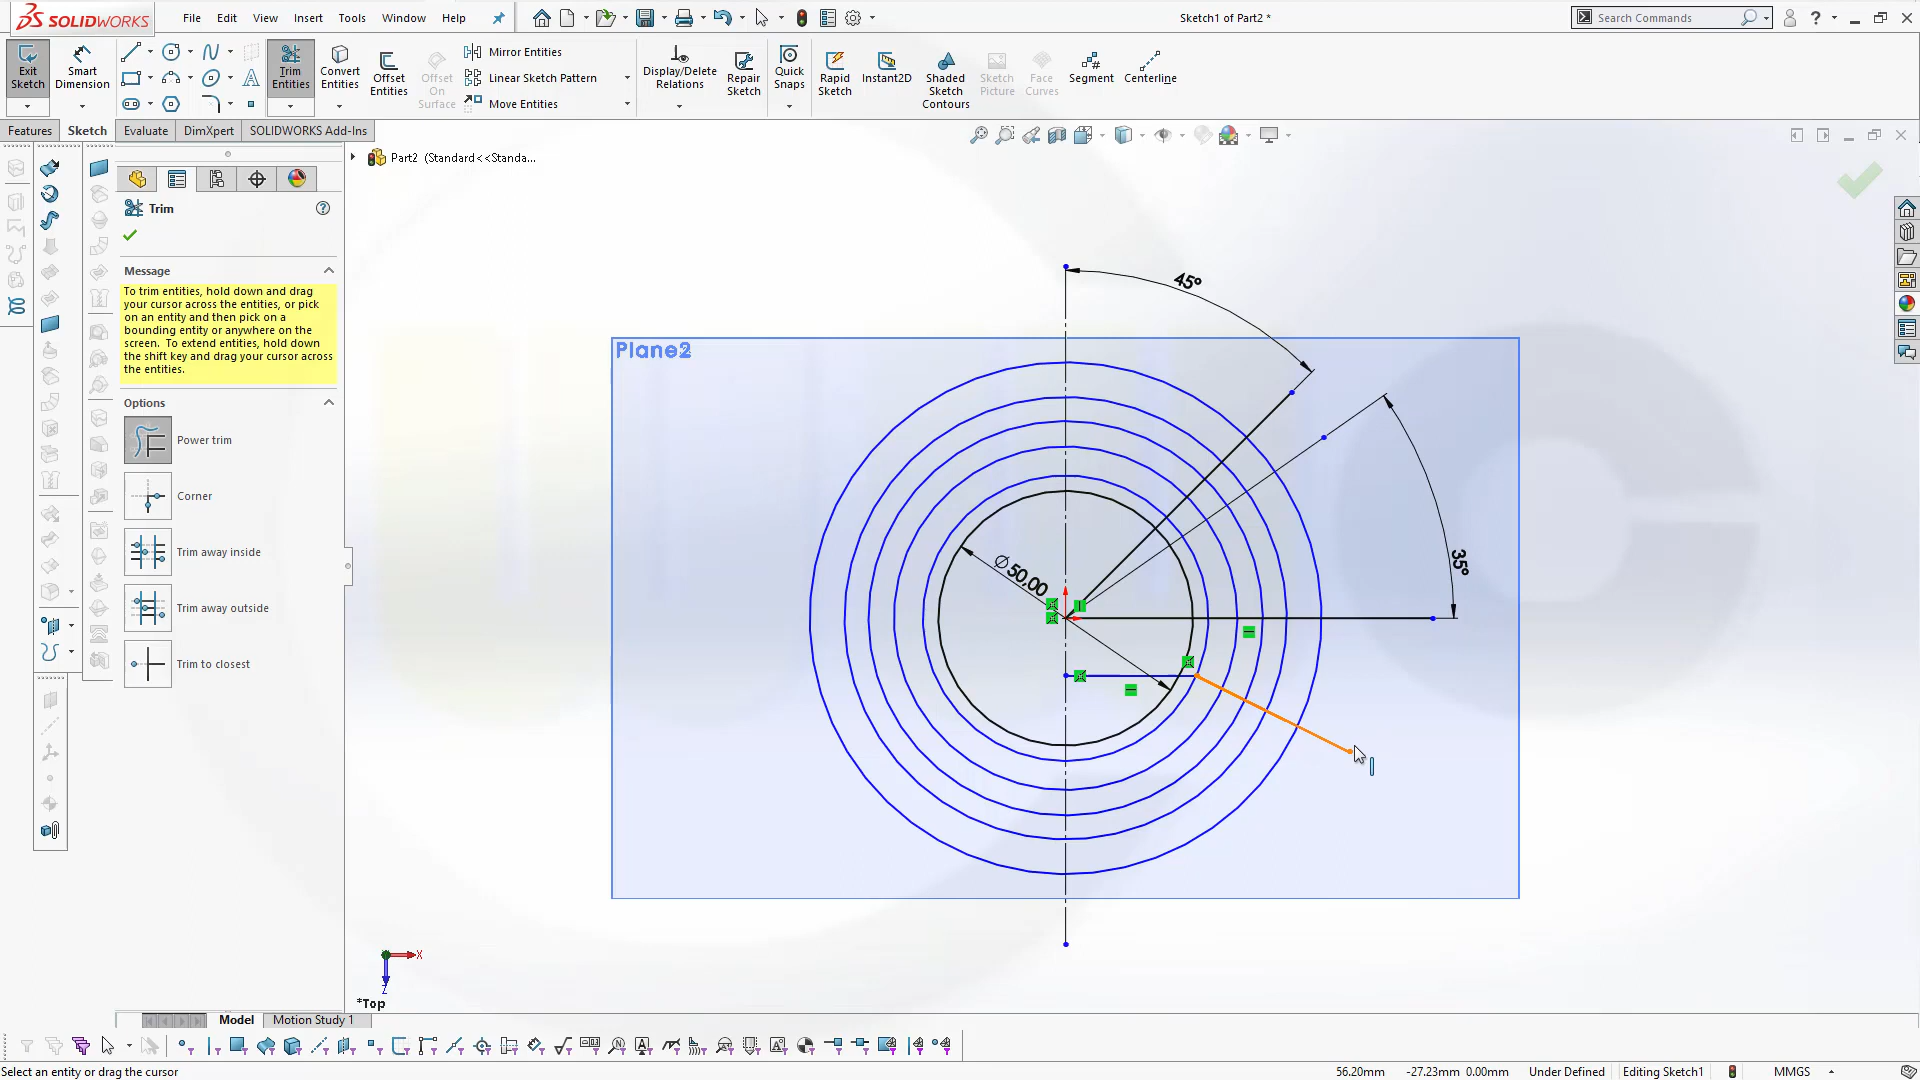 SOLIDWORKS
File Edit View Insert Tools Window Help
Sketch1 of Part2 *
Search Commands
Exit Sketch
Smart Dimension
Trim Entities
Convert Entities
Offset Entities
Offset On Surface
Mirror Entities
Linear Sketch Pattern
Move Entities
Display/Delete Relations
Repair Sketch
Quick Snaps
Rapid Sketch
Instant2D
Shaded Sketch Contours
Sketch Picture
Face Curves
Segment
Centerline
Features Sketch Evaluate DimXpert SOLIDWORKS Add-Ins
Part2 (Standard<<Standa...
Trim
Message
To trim entities, hold down and drag
your cursor across the entities, or pick
on an entity and then pick on a
bounding entity or anywhere on the
screen. To extend entities, hold down
the shift key and drag your cursor across
the entities.
Options
Power trim
Corner
Trim away inside
Trim away outside
Trim to closest
45°
Plane2
35°
∅50,00
X
Z
*Top
Model Motion Study 1
Select an entity or drag the cursor
56.20mm -27.23mm 0.00mm Under Defined Editing Sketch1 MMGS